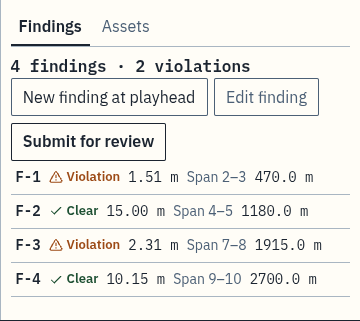 Findings Assets
4 findings · 2 violations
New finding at playhead Edit finding
Submit for review
F-1 Violation 1.51 m Span 2–3 470.0 m
F-2 Clear 15.00 m Span 4–5 1180.0 m
F-3 Violation 2.31 m Span 7–8 1915.0 m
F-4 Clear 10.15 m Span 9–10 2700.0 m